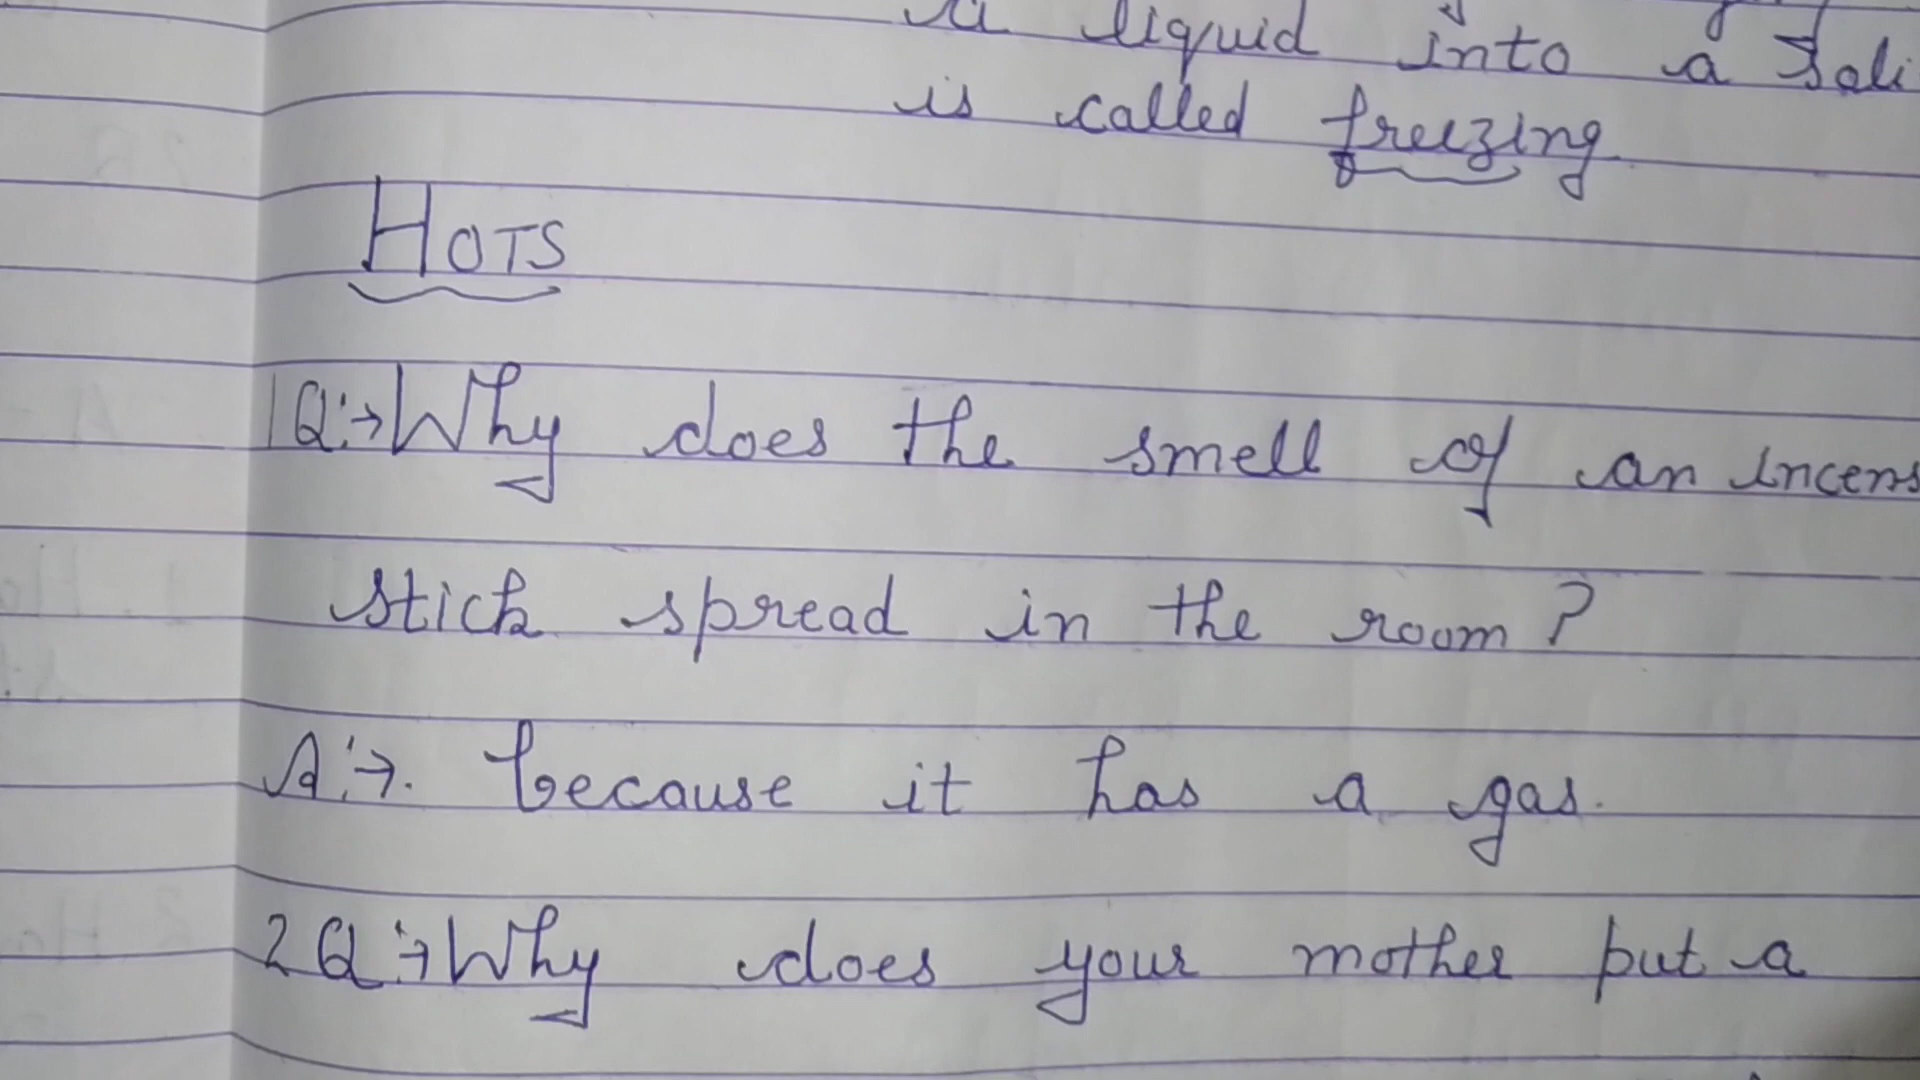 a liquid into a
is called freezing
HOTS
1Q:→ Why does the smell of an
stick spread in the room?
A:→. because it has a gas.
2Q:→ Why does your mother put a